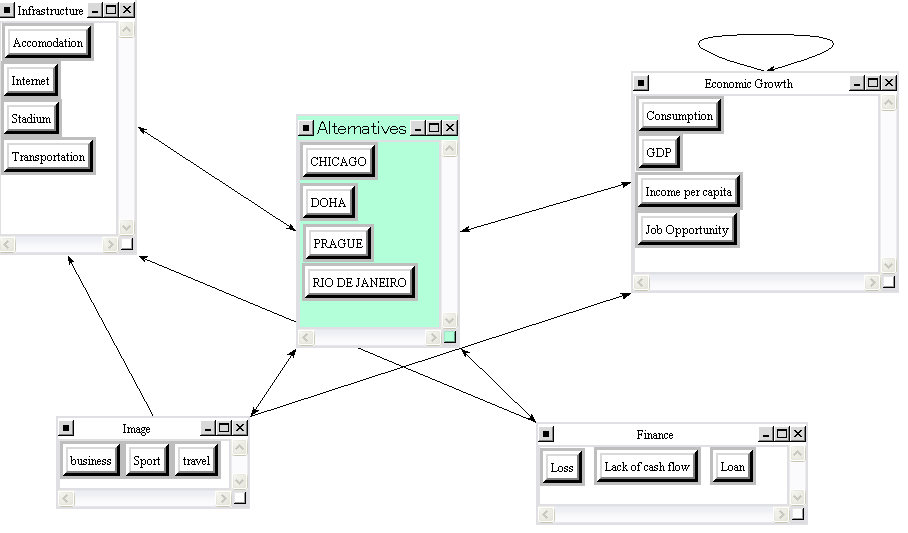 Infrastructure
Accomodation
Internet
Stadium
Transportation
Alternatives
CHICAGO
DOHA
PRAGUE
RIO DE JANEIRO
Economic Growth
Consumption
GDP
Income per capita
Job Opportunity
Image
business Sport travel
Finance
Loss Lack of cash flow Loan